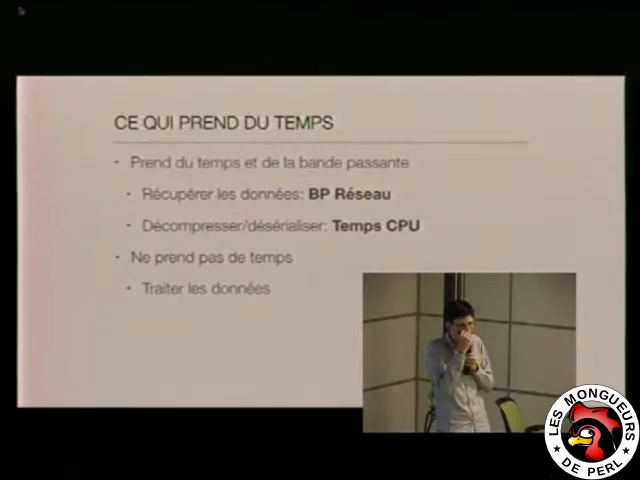 CE QUI PREND DU TEMPS
- Prend du temps et de la bande passante
- Récupérer les données: BP Réseau
- Décompresser/désérialiser: Temps CPU
- Ne prend pas de temps
- Traiter les données
LES MONGUEURS
★ DE PERL ★